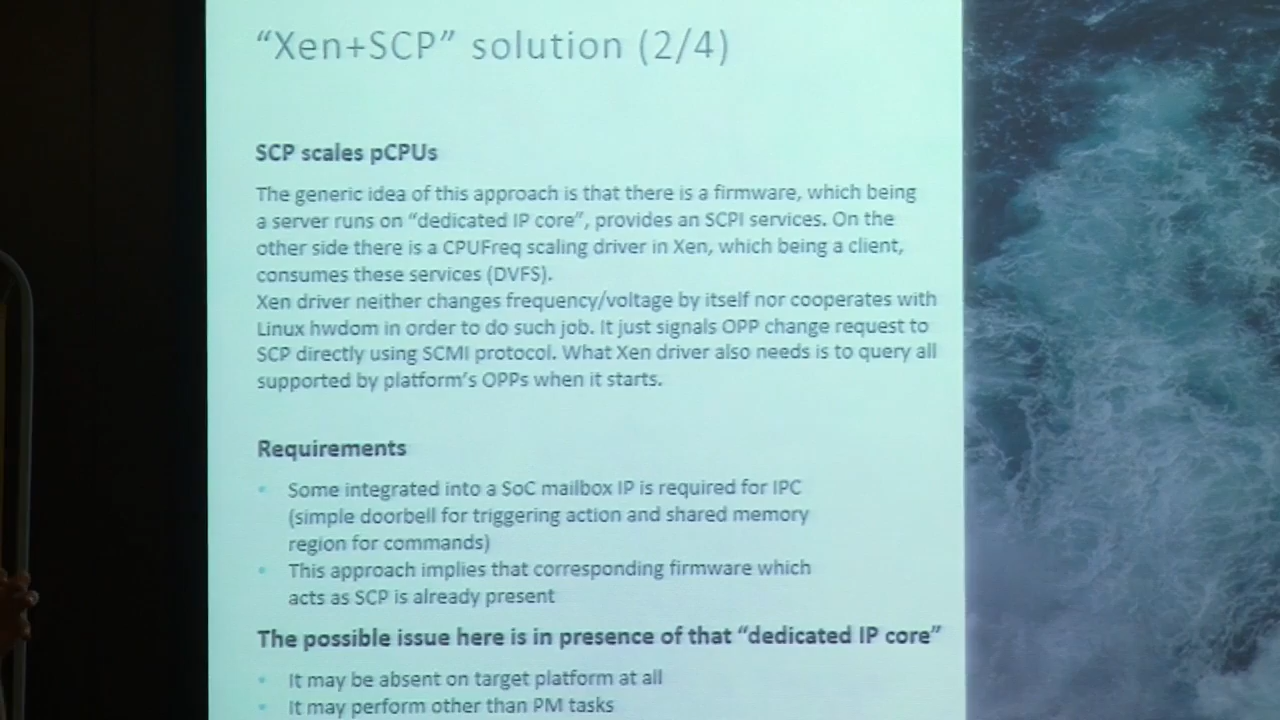 “Xen+SCP” solution (2/4)
SCP scales pCPUs
The generic idea of this approach is that there is a firmware, which being
a server runs on “dedicated IP core”, provides an SCPI services. On the
other side there is a CPUFreq scaling driver in Xen, which being a client,
consumes these services (DVFS).
Xen driver neither changes frequency/voltage by itself nor cooperates with
Linux hwdom in order to do such job. It just signals OPP change request to
SCP directly using SCMI protocol. What Xen driver also needs is to query all
supported by platform’s OPPs when it starts.
Requirements
• Some integrated into a SoC mailbox IP is required for IPC
(simple doorbell for triggering action and shared memory
region for commands)
• This approach implies that corresponding firmware which
acts as SCP is already present
The possible issue here is in presence of that “dedicated IP core”
• It may be absent on target platform at all
• It may perform other than PM tasks